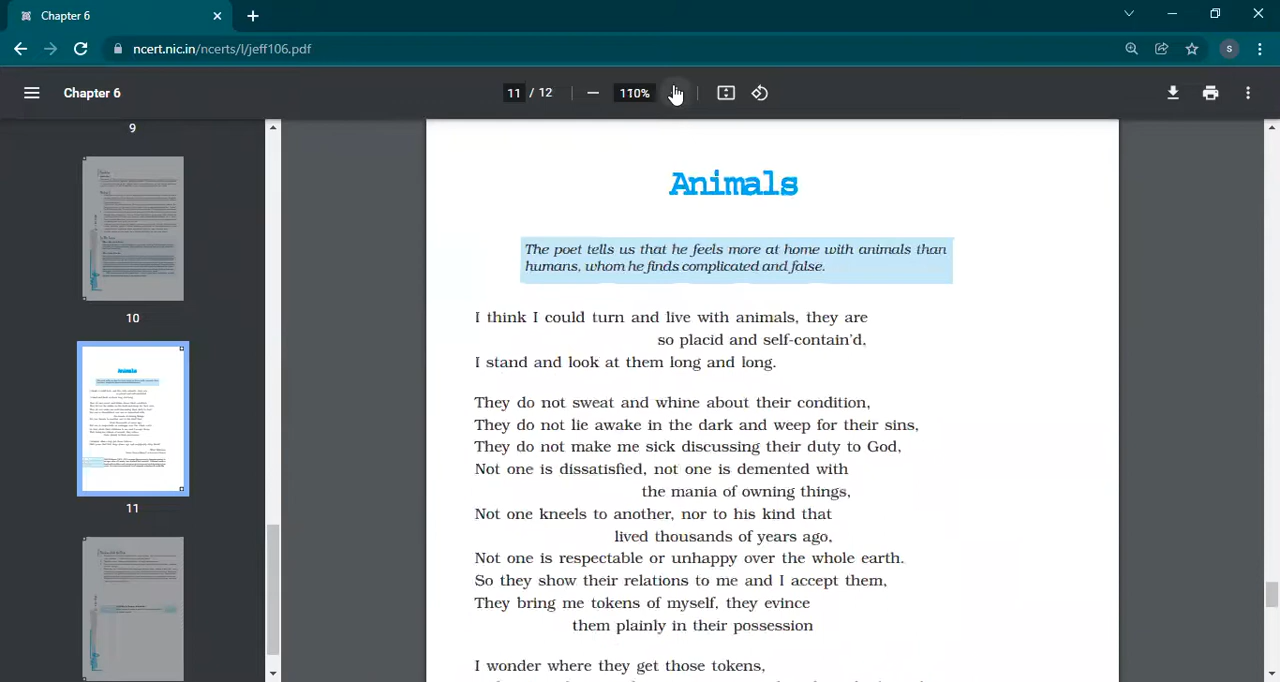 Chapter 6
ncert.nic.in/ncerts/l/jeff106.pdf
S
Chapter 6
11 / 12
110%
9
10
11
Animals
The poet tells us that he feels more at home with animals than
humans, whom he finds complicated and false.
I think I could turn and live with animals, they are
so placid and self-contain'd,
I stand and look at them long and long.
They do not sweat and whine about their condition,
They do not lie awake in the dark and weep for their sins,
They do not make me sick discussing their duty to God,
Not one is dissatisfied, not one is demented with
the mania of owning things,
Not one kneels to another, nor to his kind that
lived thousands of years ago,
Not one is respectable or unhappy over the whole earth.
So they show their relations to me and I accept them,
They bring me tokens of myself, they evince
them plainly in their possession
I wonder where they get those tokens,